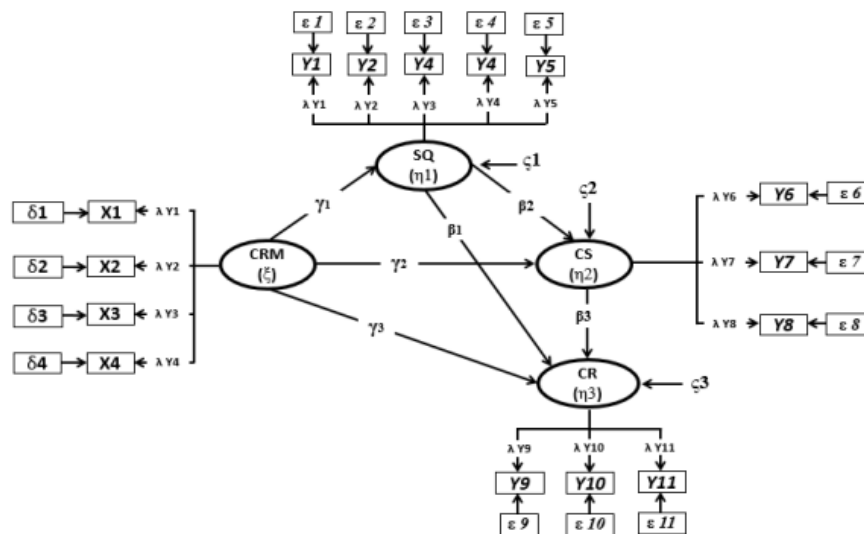 ε 1 ε 2 ε 3 ε 4 ε 5
Y1 Y2 Y4 Y4 Y5
λ Y1 λ Y2 λ Y3 λ Y4 λ Y5
SQ
(η1)
ς1
ς2
γ1
β2
β1
δ1 X1 λ Y1
δ2 X2 λ Y2
δ3 X3 λ Y3
δ4 X4 λ Y4
CRM
(ξ)
γ2
CS
(η2)
λ Y6 Y6 ε 6
λ Y7 Y7 ε 7
λ Y8 Y8 ε 8
γ3
β3
CR
(η3)
ς3
λ Y9 λ Y10 λ Y11
Y9 Y10 Y11
ε 9 ε 10 ε 11